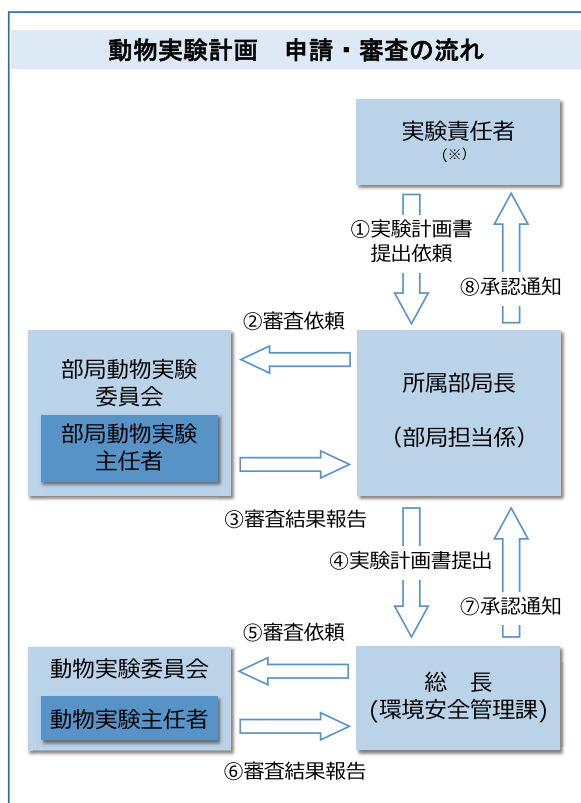 動物実験計画　申請・審査の流れ
実験責任者
(※)
①実験計画書
提出依頼
⑧承認通知
②審査依頼
部局動物実験
委員会
部局動物実験
主任者
所属部局長
（部局担当係）
③審査結果報告
④実験計画書提出
⑦承認通知
⑤審査依頼
動物実験委員会
動物実験主任者
総　長
(環境安全管理課)
⑥審査結果報告